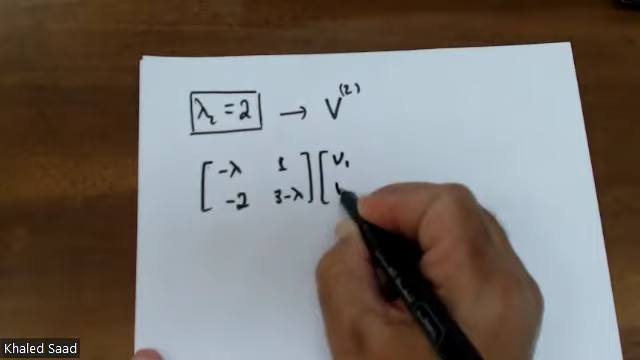 λ₂ = 2 → V⁽²⁾
[ -λ 1
-2 3-λ ] [ V₁
Khaled Saad